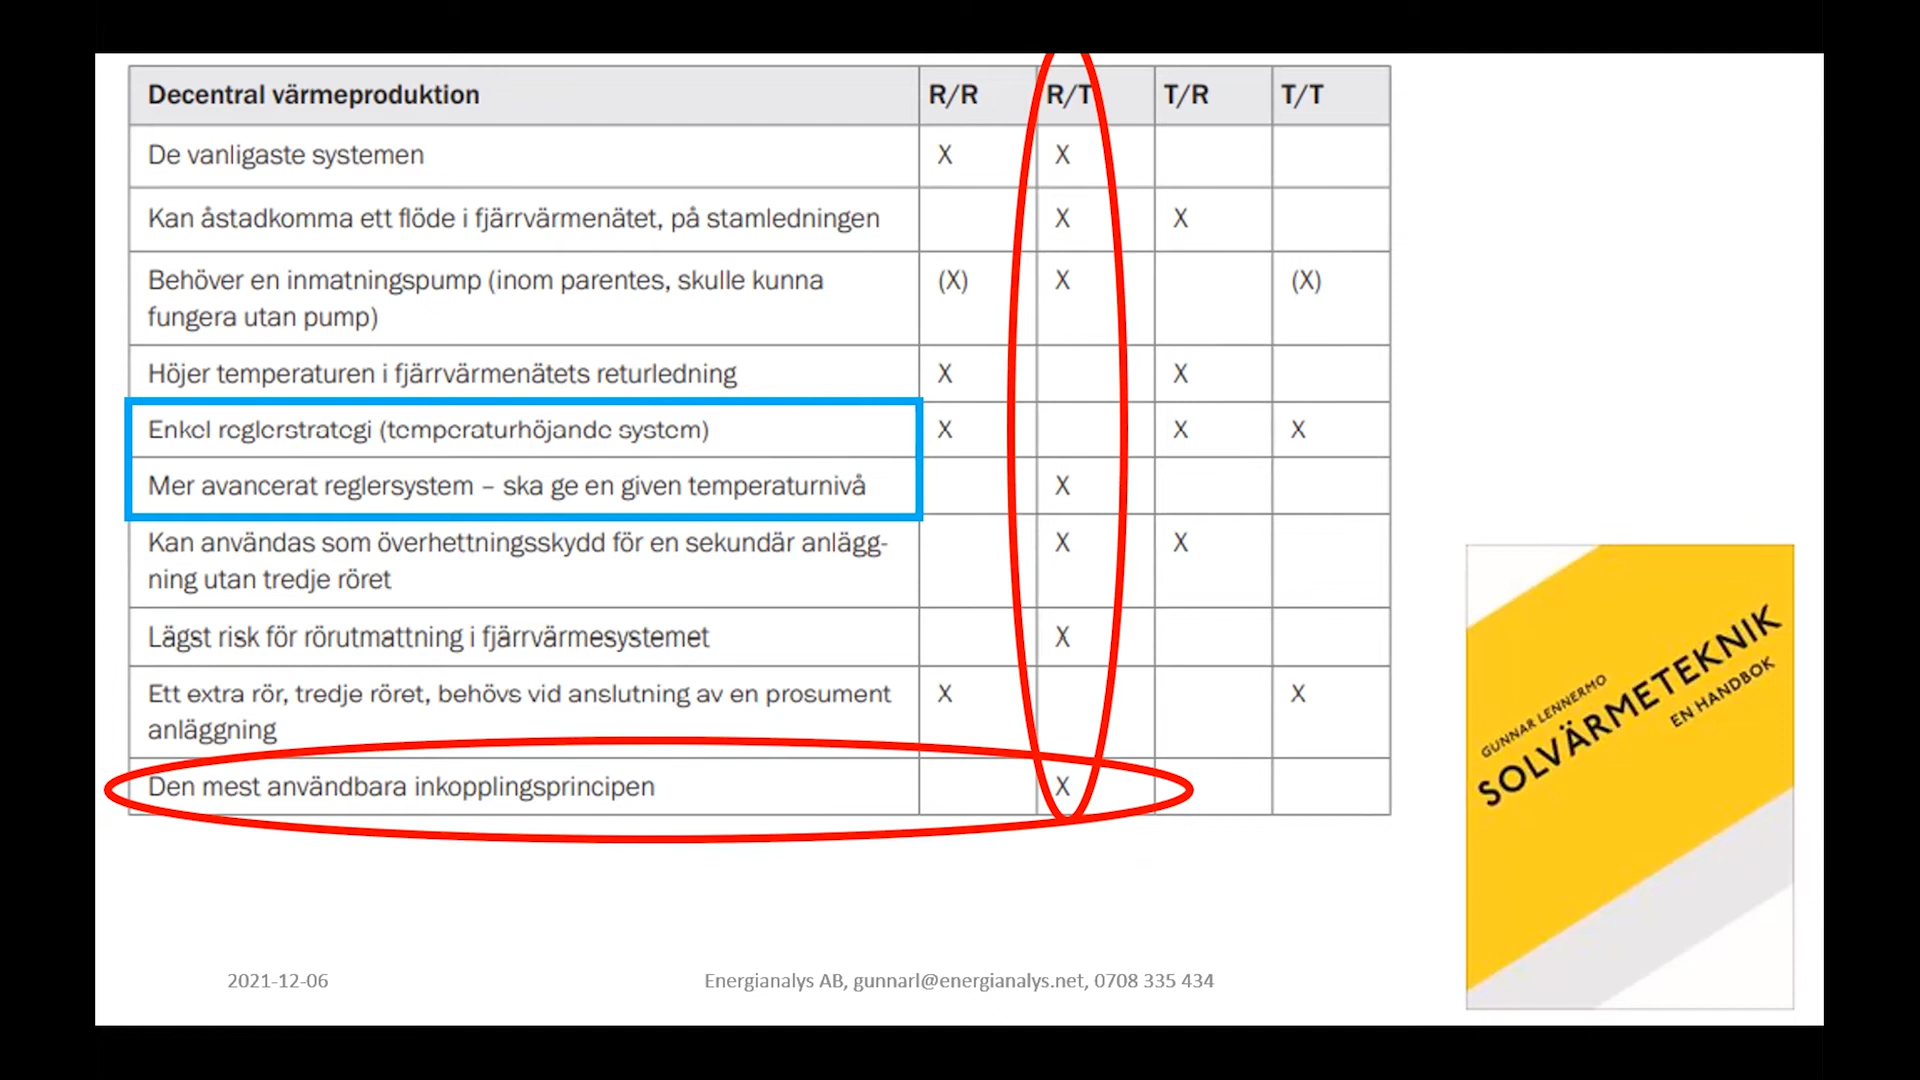 Decentral värmeproduktion R/R R/T T/R T/T
De vanligaste systemen X X
Kan åstadkomma ett flöde i fjärrvärmenätet, på stamledningen X X
Behöver en inmatningspump (inom parentes, skulle kunna (X) X (X)
fungera utan pump)
Höjer temperaturen i fjärrvärmenätets returledning X X
Enkel reglerstrategi (temperaturhöjande system) X X X
Mer avancerat reglersystem – ska ge en given temperaturnivå X
Kan användas som överhettningsskydd för en sekundär anlägg- X X
ning utan tredje röret
Lägst risk för rörutmattning i fjärrvärmesystemet X
Ett extra rör, tredje röret, behövs vid anslutning av en prosument X X
anläggning
Den mest användbara inkopplingsprincipen X
GUNNAR LENNERMO
SOLVÄRMETEKNIK
EN HANDBOK
2021-12-06
Energianalys AB, gunnarl@energianalys.net, 0708 335 434